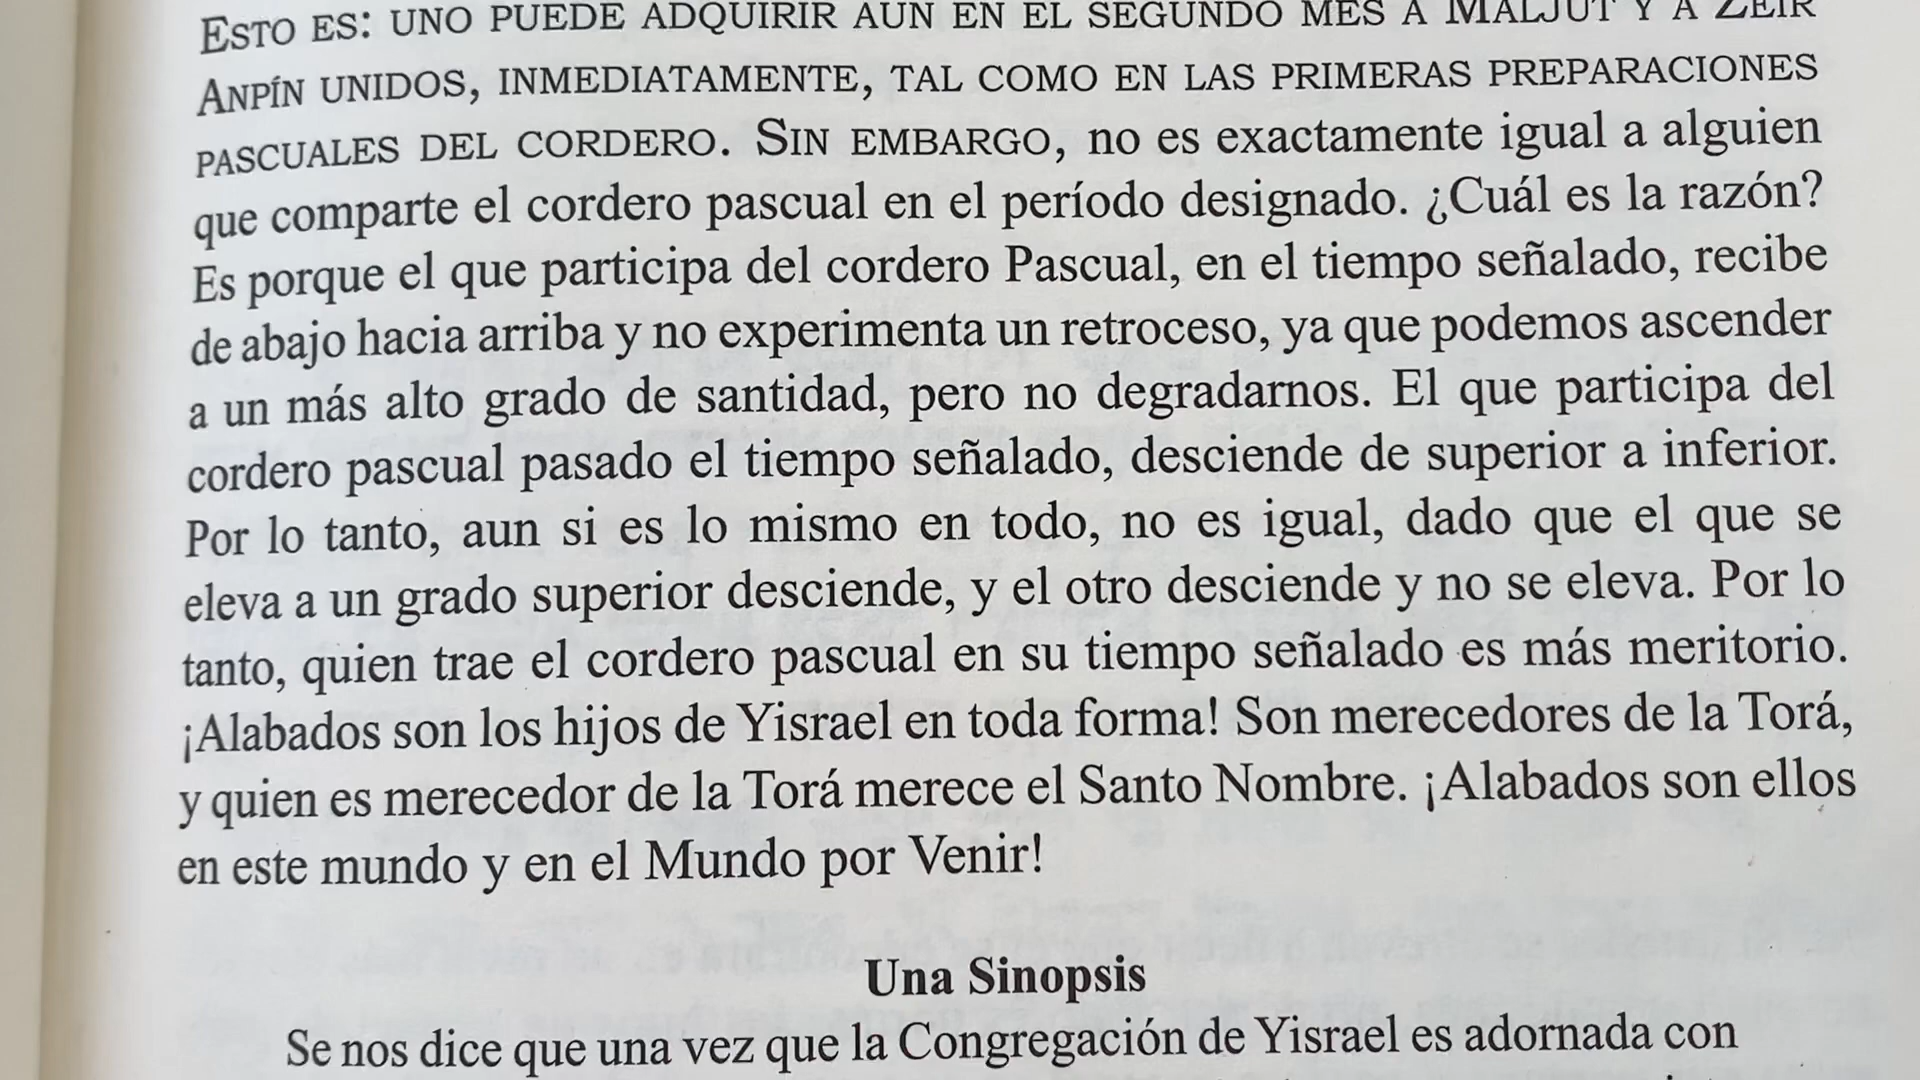 ESTO ES: UNO PUEDE ADQUIRIR AUN EN EL SEGUNDO MES A MALJUT Y A ZEIR
ANPÍN UNIDOS, INMEDIATAMENTE, TAL COMO EN LAS PRIMERAS PREPARACIONES
PASCUALES DEL CORDERO. SIN EMBARGO, no es exactamente igual a alguien
que comparte el cordero pascual en el período designado. ¿Cuál es la razón?
Es porque el que participa del cordero Pascual, en el tiempo señalado, recibe
de abajo hacia arriba y no experimenta un retroceso, ya que podemos ascender
a un más alto grado de santidad, pero no degradarnos. El que participa del
cordero pascual pasado el tiempo señalado, desciende de superior a inferior.
Por lo tanto, aun si es lo mismo en todo, no es igual, dado que el que se
eleva a un grado superior desciende, y el otro desciende y no se eleva. Por lo
tanto, quien trae el cordero pascual en su tiempo señalado es más meritorio.
¡Alabados son los hijos de Yisrael en toda forma! Son merecedores de la Torá,
y quien es merecedor de la Torá merece el Santo Nombre. ¡Alabados son ellos
en este mundo y en el Mundo por Venir!
Una Sinopsis
Se nos dice que una vez que la Congregación de Yisrael es adornada con